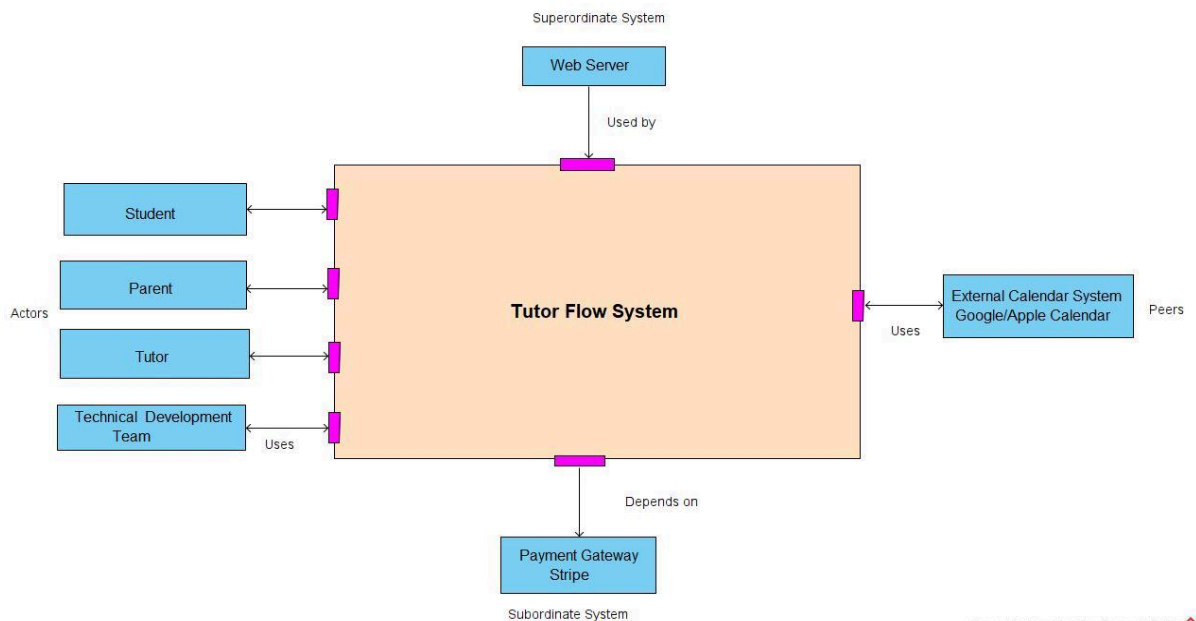 Superordinate System
Web Server
Used by
Student
Parent
Actors
Tutor
Technical Development
Team
Uses
Tutor Flow System
External Calendar System
Google/Apple Calendar
Uses
Peers
Depends on
Payment Gateway
Stripe
Subordinate System